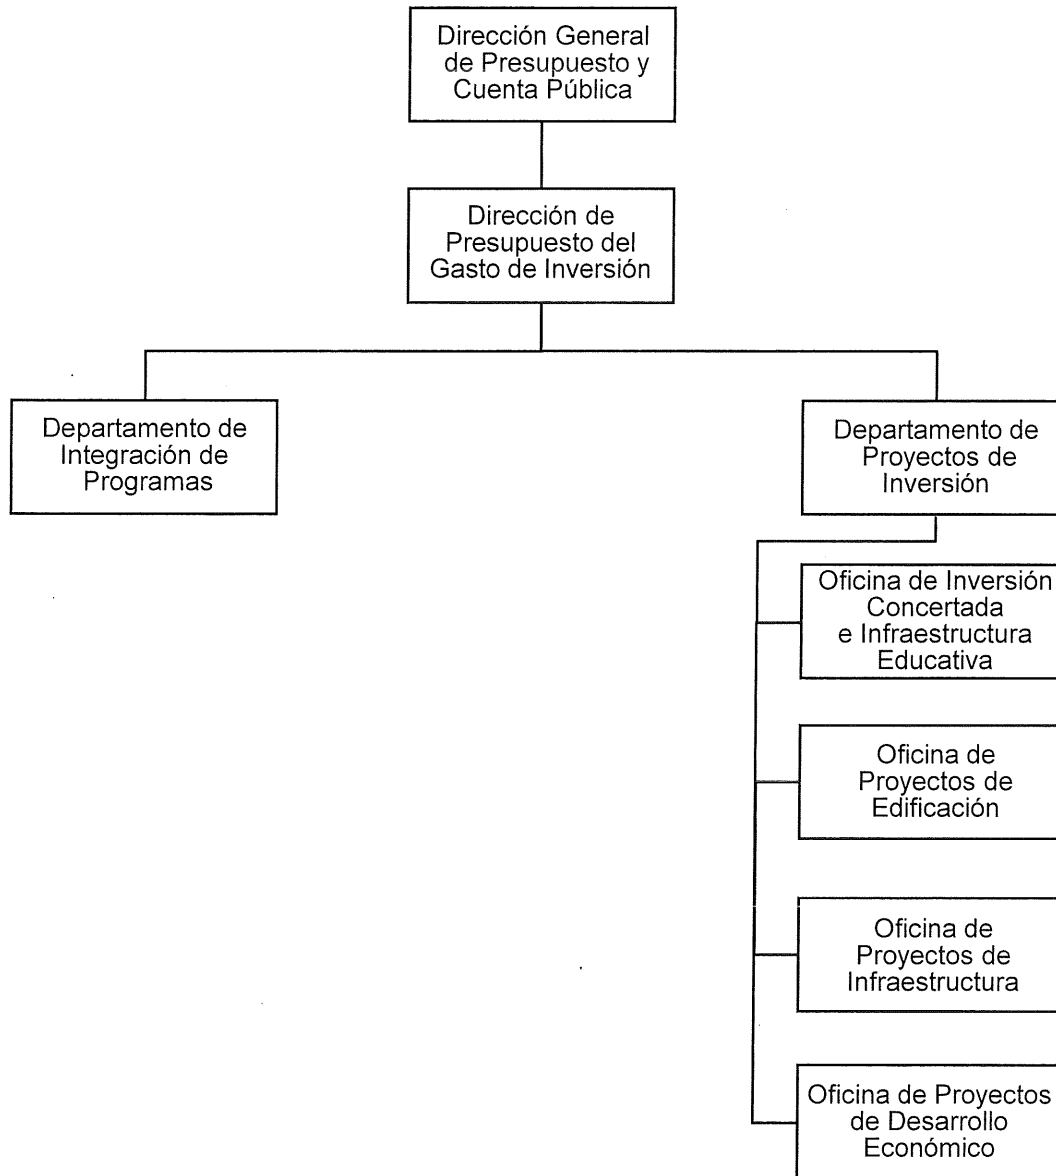 Dirección General
de Presupuesto y
Cuenta Pública
Dirección de
Presupuesto del
Gasto de Inversión
Departamento de
Integración de
Programas
Departamento de
Proyectos de
Inversión
Oficina de Inversión
Concertada
e Infraestructura
Educativa
Oficina de
Proyectos de
Edificación
Oficina de
Proyectos de
Infraestructura
Oficina de Proyectos
de Desarrollo
Económico